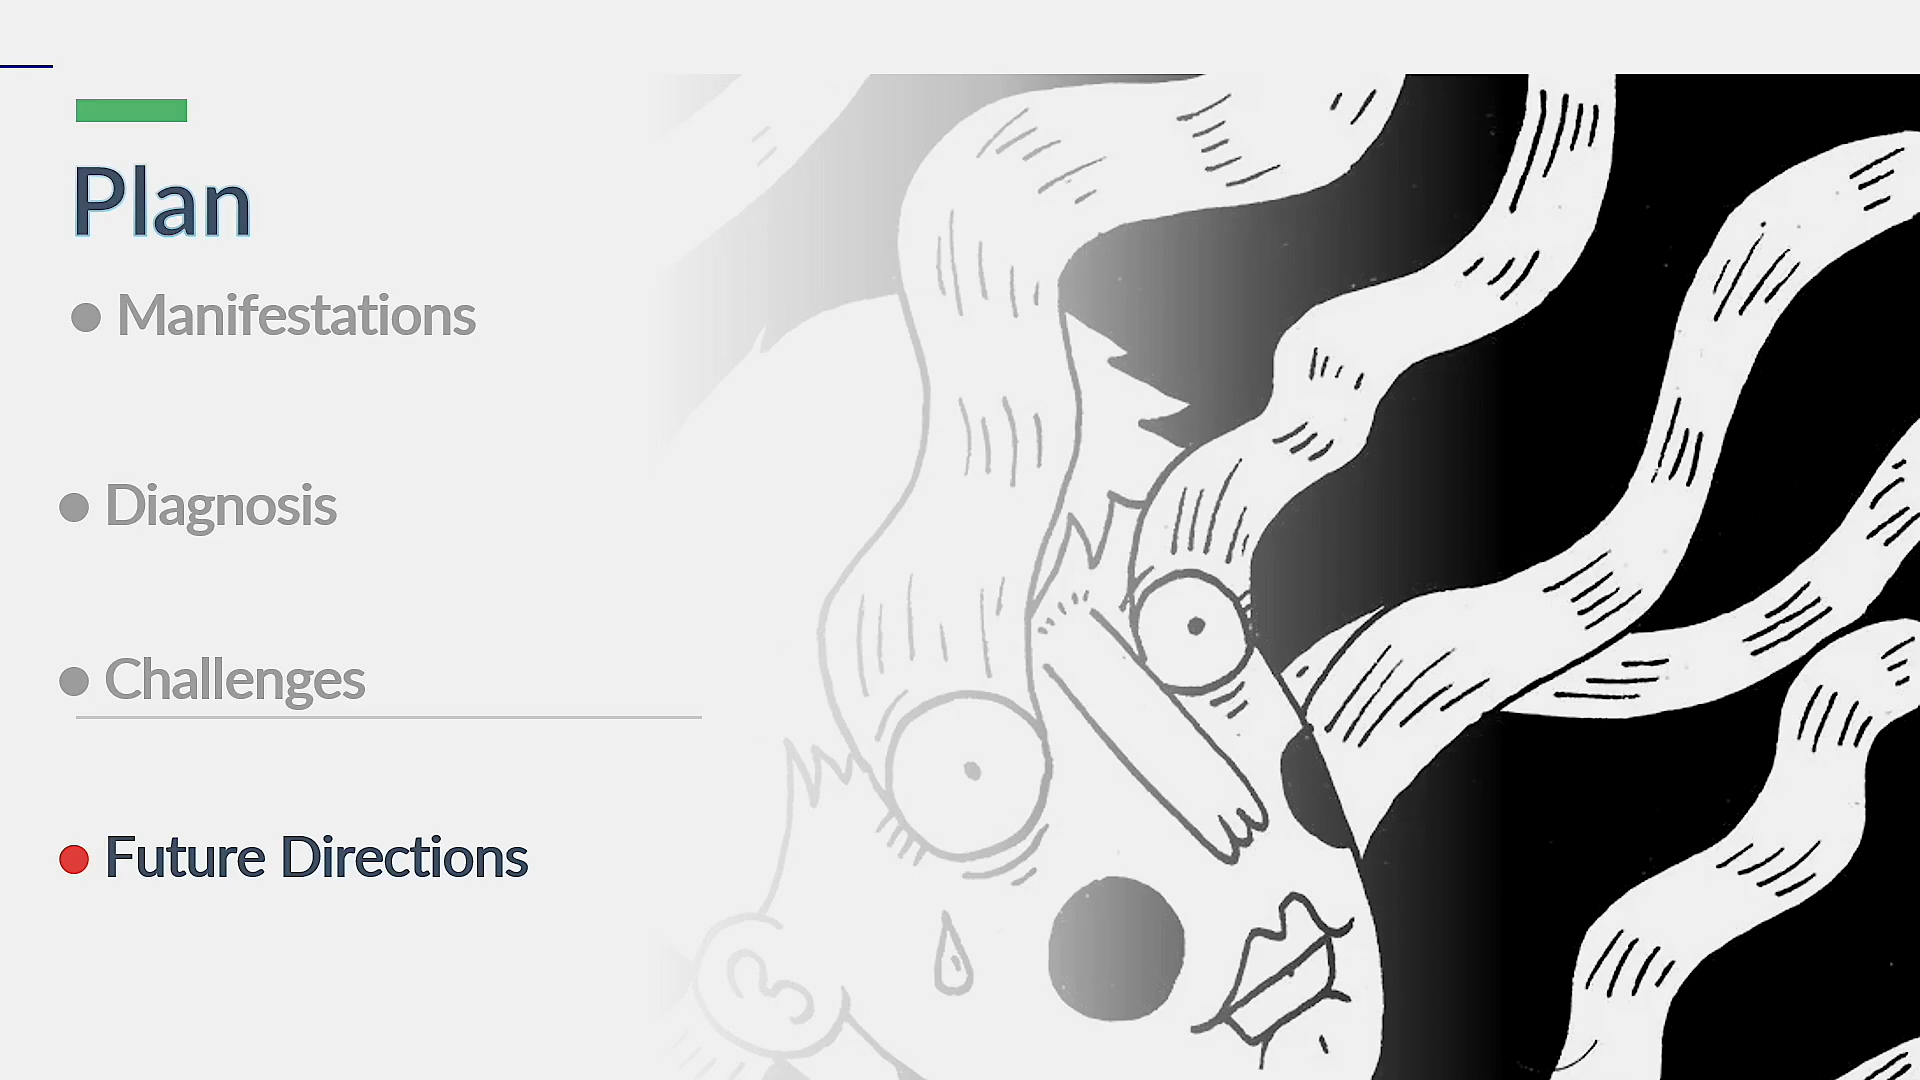 Plan
Manifestations
Diagnosis
Challenges
Future Directions